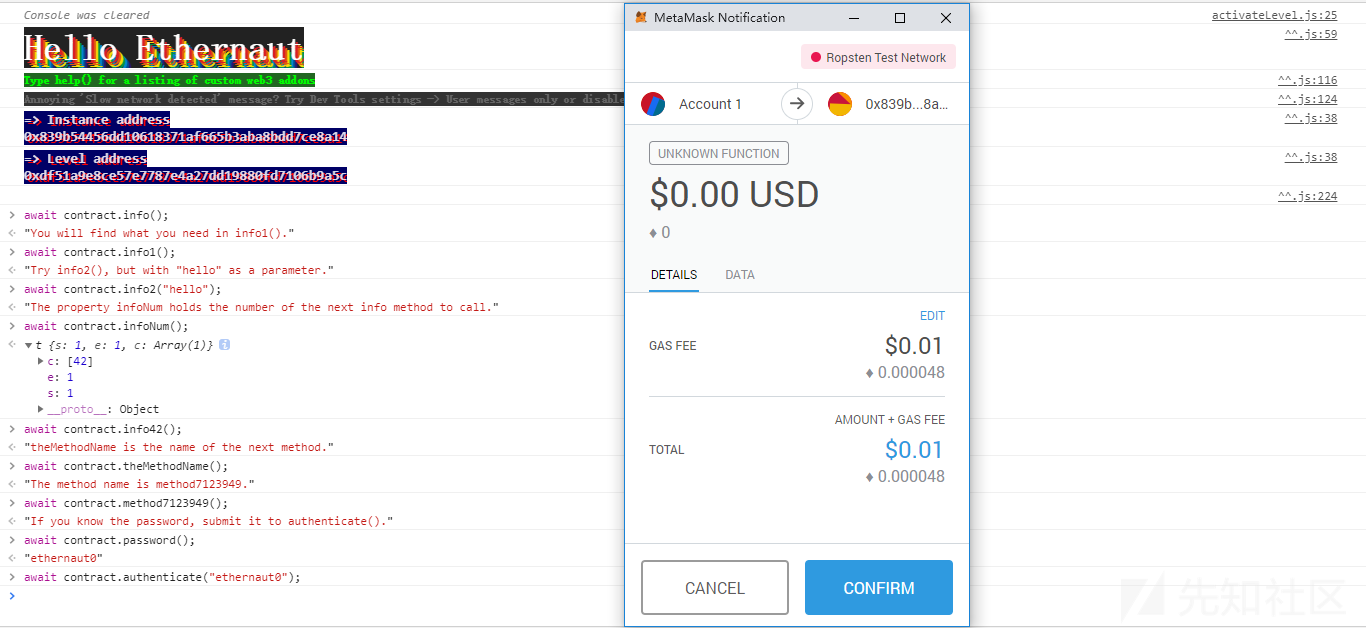 Console was cleared
activateLevel.js:25
Hello Ethernaut
^^.js:59
Type help() for a listing of custom web3 addons
^^.js:116
Annoying 'Slow network detected' message? Try Dev Tools settings -> User messages only or disable
^^.js:124
=> Instance address
0x839b54456dd10618371af665b3aba8bdd7ce8a14
^^.js:38
=> Level address
0xdf51a9e8ce57e7787e4a27dd19880fd7106b9a5c
^^.js:38
^^.js:224
> await contract.info();
"You will find what you need in info1()."
> await contract.info1();
"Try info2(), but with "hello" as a parameter."
> await contract.info2("hello");
"The property infoNum holds the number of the next info method to call."
> await contract.infoNum();
t {s: 1, e: 1, c: Array(1)}
c: [42]
e: 1
s: 1
__proto__: Object
> await contract.info42();
"theMethodName is the name of the next method."
> await contract.theMethodName();
"The method name is method7123949."
> await contract.method7123949();
"If you know the password, submit it to authenticate()."
> await contract.password();
"ethernaut0"
> await contract.authenticate("ethernaut0");
>
MetaMask Notification
Ropsten Test Network
Account 1
0x839b...8a...
UNKNOWN FUNCTION
$0.00 USD
♦ 0
DETAILS
DATA
EDIT
GAS FEE
$0.01
♦ 0.000048
AMOUNT + GAS FEE
TOTAL
$0.01
♦ 0.000048
CANCEL
CONFIRM
先知社区